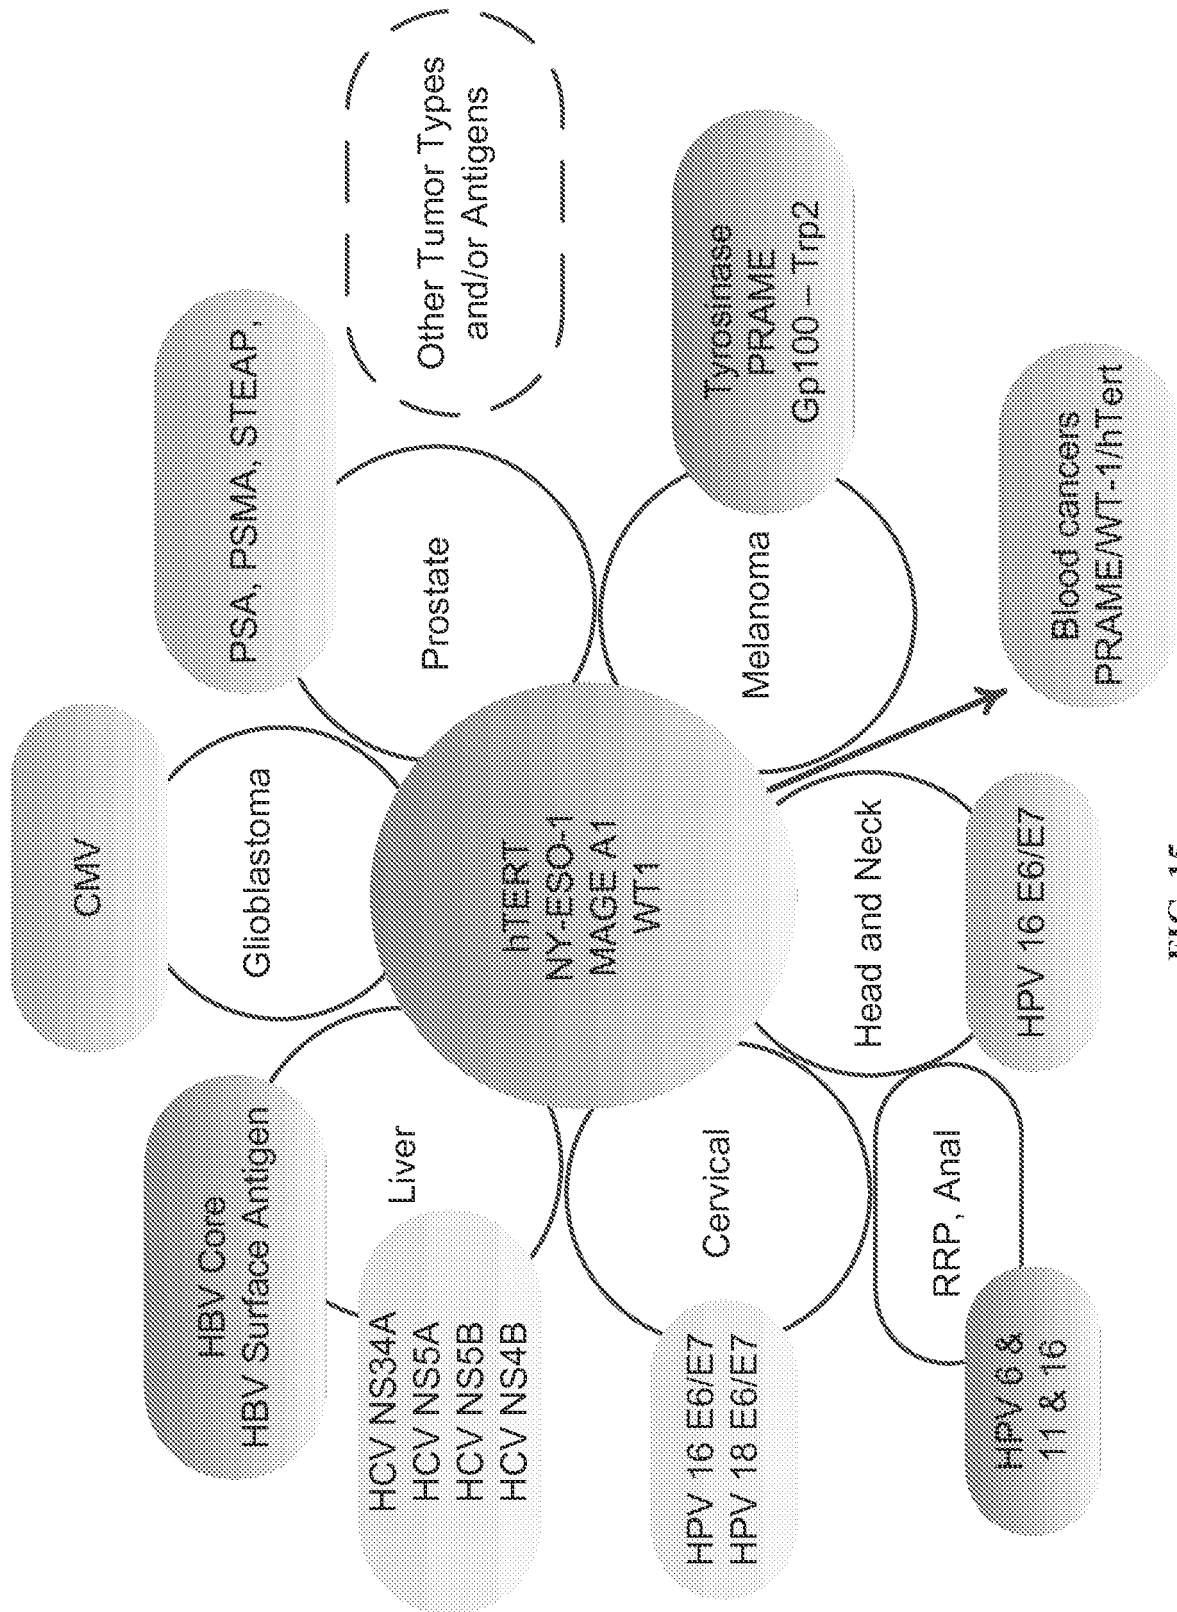 CMV
Glioblastoma
PSA, PSMA, STEAP,
Prostate
Other Tumor Types
and/or Antigens
HBV Core
HBV Surface Antigen
Liver
HCV NS34A
HCV NS5A
HCV NS5B
HCV NS4B
hTERT
NY-ESO-1
MAGE A1
WT1
Tyrosinase
PRAME
Gp100 – Trp2
Melanoma
Cervical
HPV 16 E6/E7
HPV 18 E6/E7
Head and Neck
HPV 16 E6/E7
RRP, Anal
HPV 6 &
11 & 16
Blood cancers
PRAME/WT-1/hTert